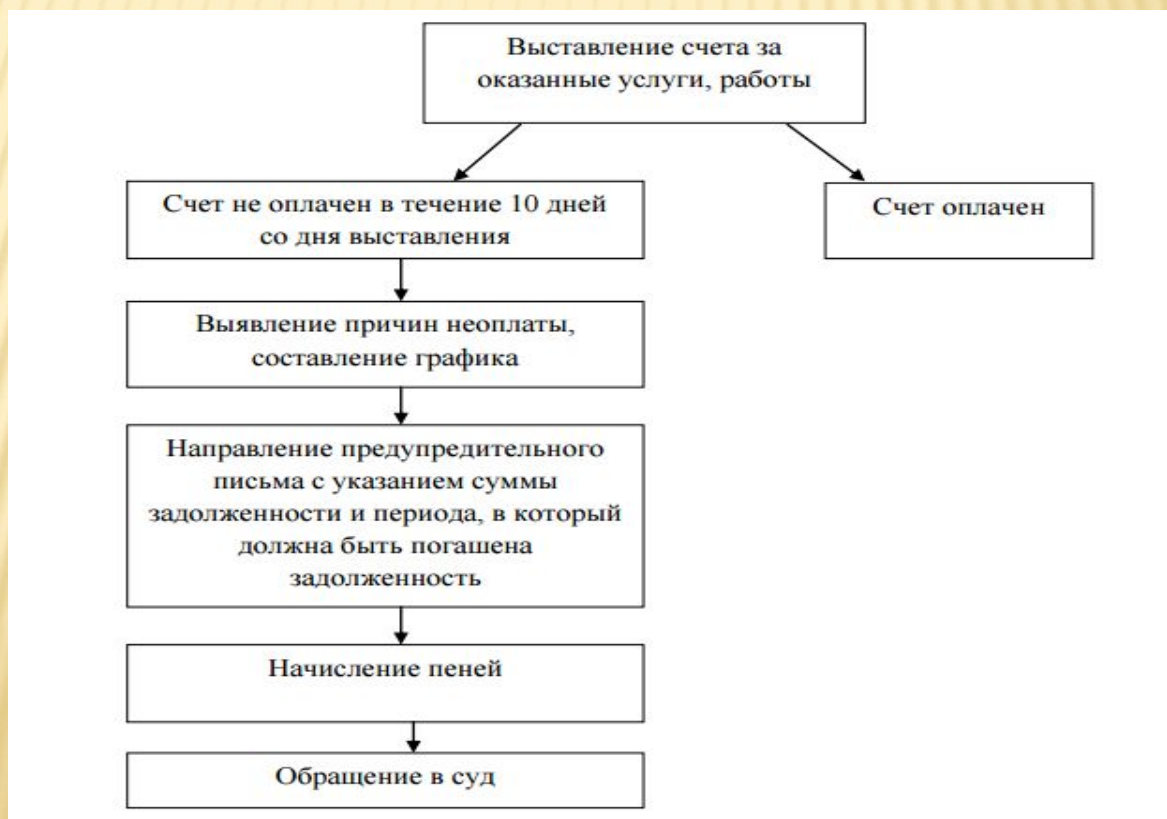 Выставление счета за
оказанные услуги, работы
Счет не оплачен в течение 10 дней
со дня выставления
Счет оплачен
Выявление причин неоплаты,
составление графика
Направление предупредительного
письма с указанием суммы
задолженности и периода, в который
должна быть погашена
задолженность
Начисление пеней
Обращение в суд